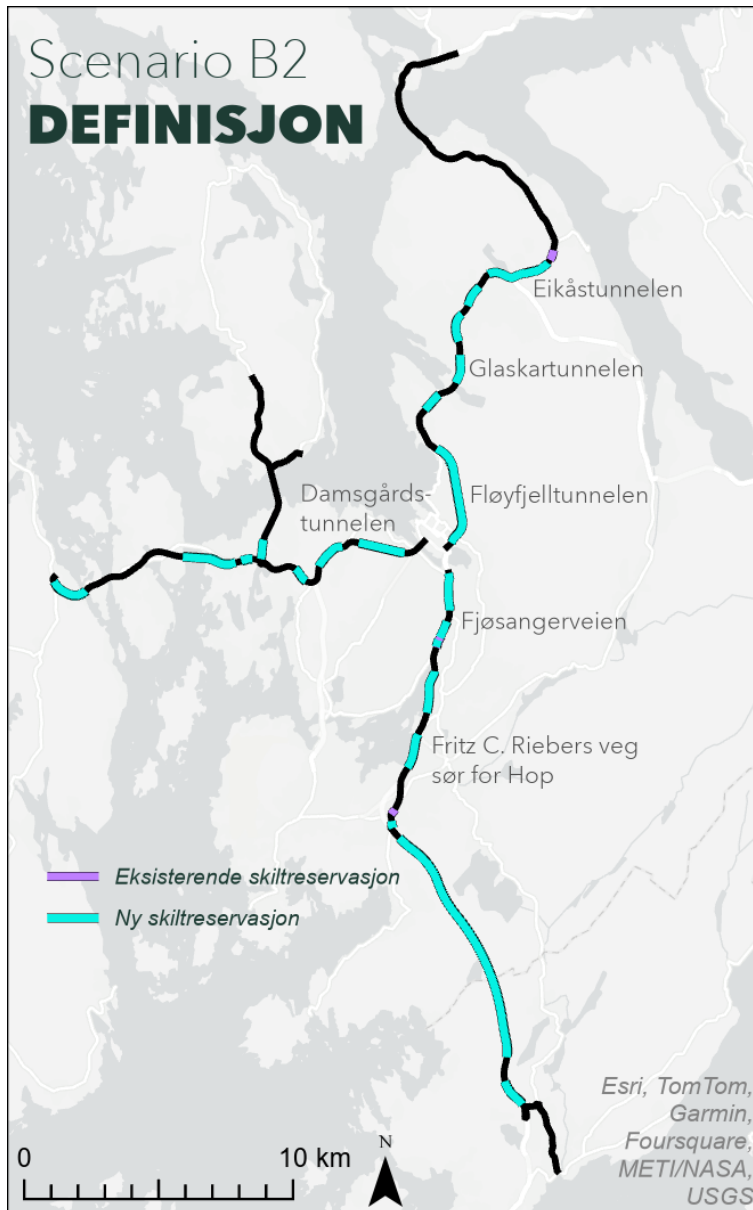 Scenario B2
DEFINISJON
Eikåstunnelen
Glaskartunnelen
Damsgårds-
tunnelen
Fløyfjelltunnelen
Fjøsangerveien
Fritz C. Riebers veg
sør for Hop
Eksisterende skiltreservasjon
Ny skiltreservasjon
Esri, TomTom,
Garmin,
Foursquare,
METI/NASA,
USGS
N
0 10 km